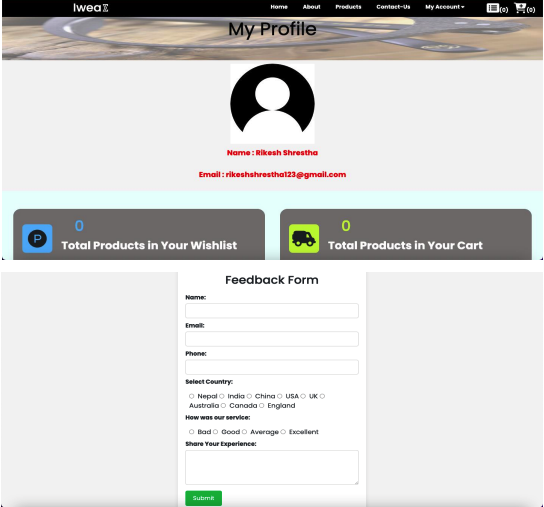 Iwea
Home About Products Contact-Us My Account (0) (0)
My Profile
Name : Rikesh Shrestha
Email : rikeshshrestha123@gmail.com
0
P
Total Products in Your Wishlist
0
Total Products in Your Cart
Feedback Form
Name:
Email:
Phone:
Select Country:
Nepal India China USA UK
Australia Canada England
How was our service:
Bad Good Average Excellent
Share Your Experience:
Submit